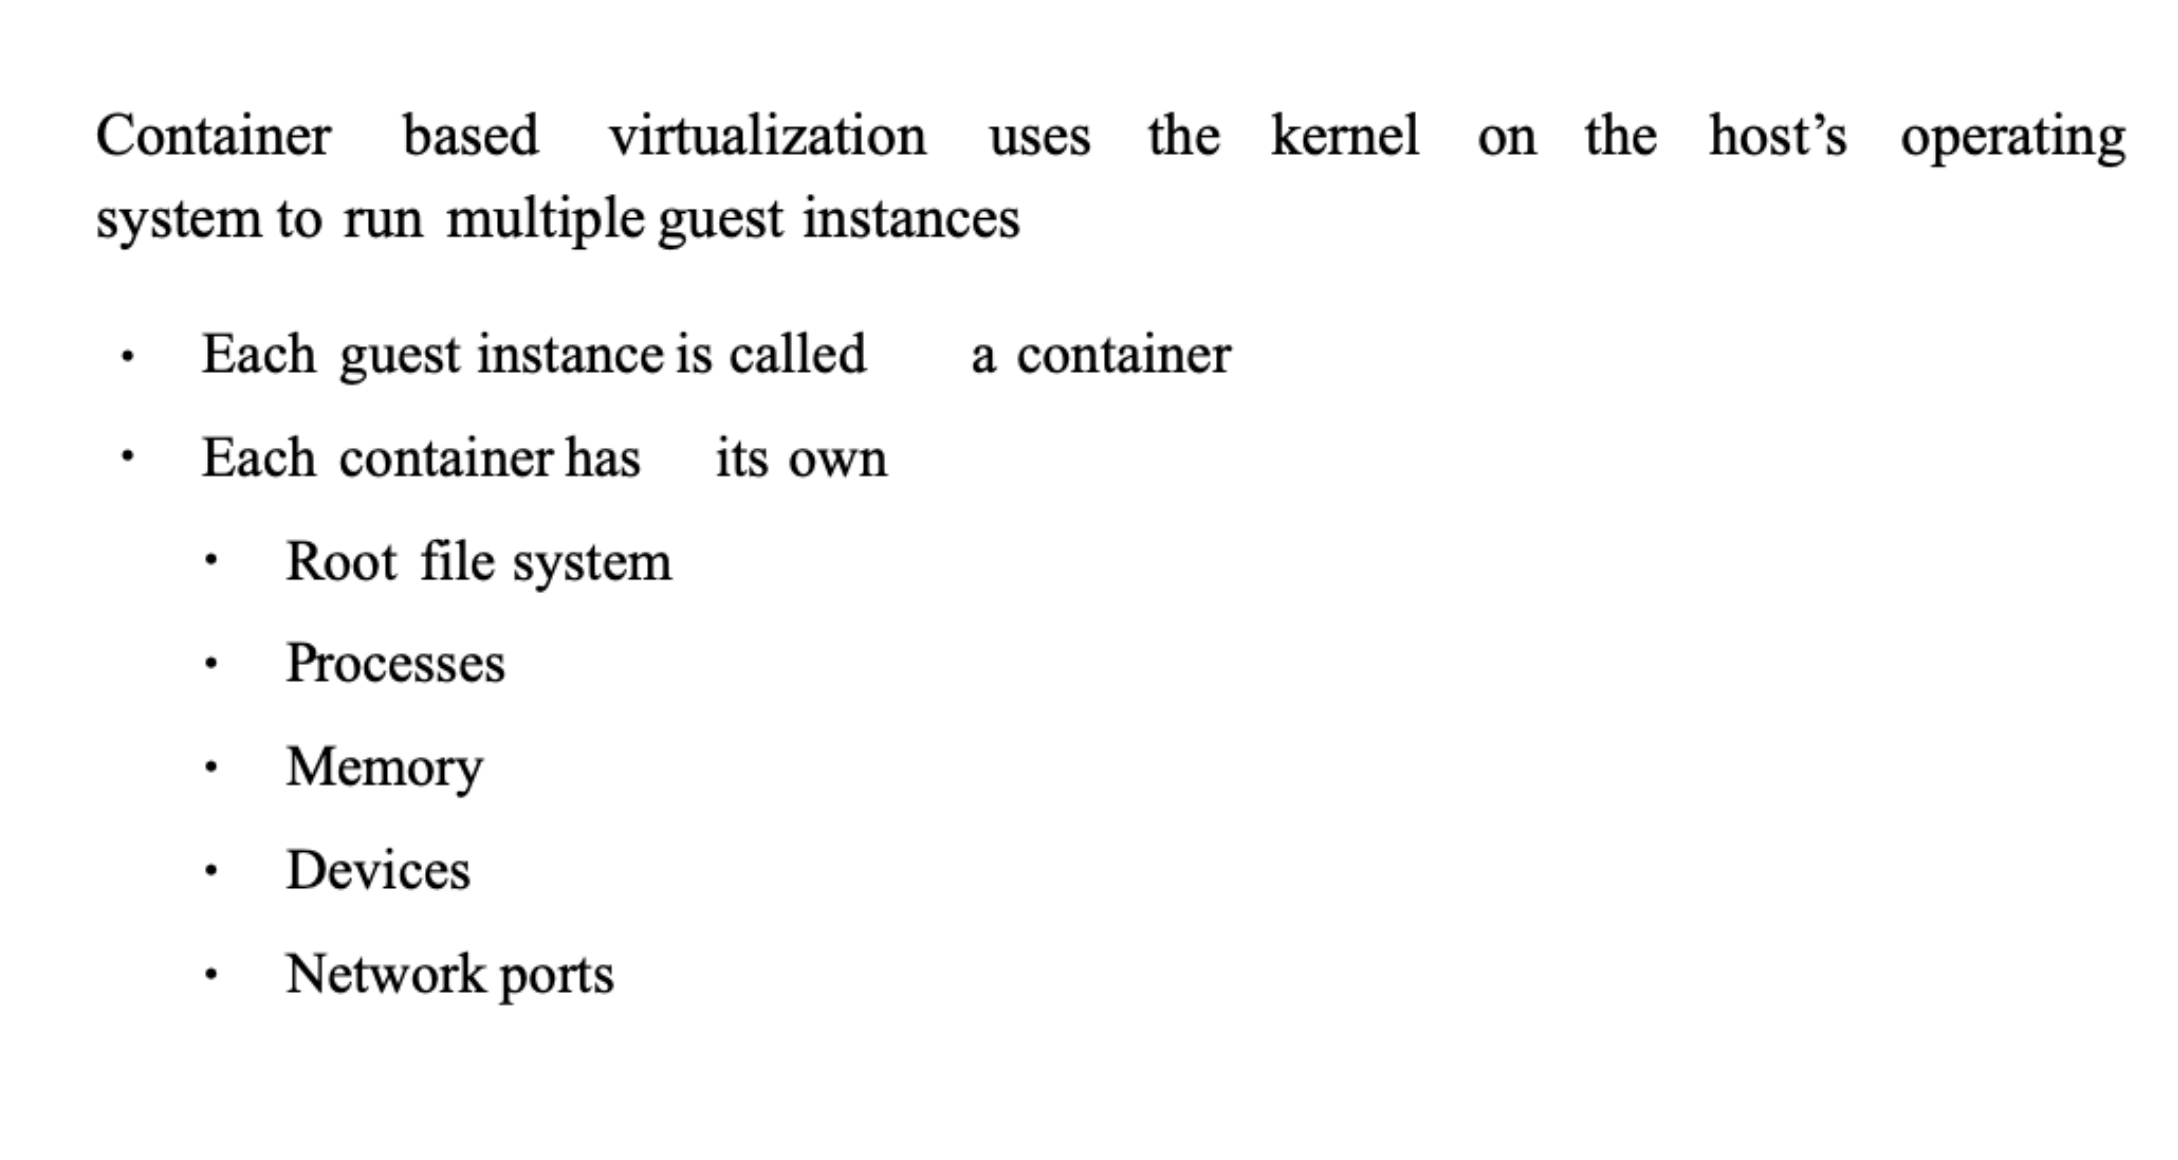 Container based virtualization uses the kernel on the host’s operating
system to run multiple guest instances
• Each guest instance is called a container
• Each container has its own
• Root file system
• Processes
• Memory
• Devices
• Network ports